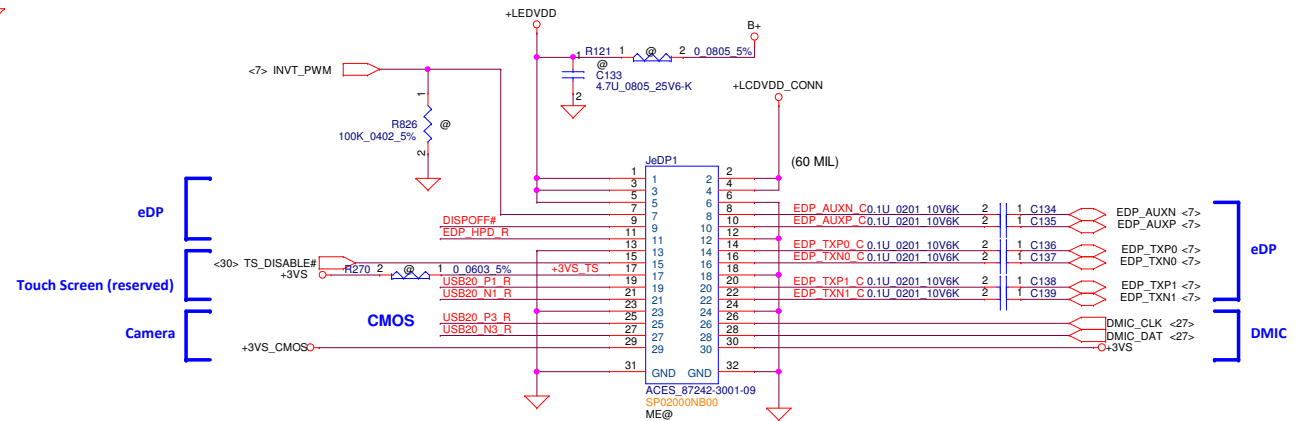 +LEDVDD
B+
R121 1 @ 2 0_0805_5%
1
@
C133
4.7U_0805_25V6-K
2
<7> INVT_PWM
+LCDVDD_CONN
1
R826 @
100K_0402_5%
2
(60 MIL)
JeDP1
1 1 2 2
3 3 4 4
5 5 6 6
7 7 8 8 EDP_AUXN_C 0.1U_0201_10V6K 2 1 C134 EDP_AUXN <7>
DISPOFF# 9 9 10 10 EDP_AUXP_C 0.1U_0201_10V6K 2 1 C135 EDP_AUXP <7>
EDP_HPD_R 11 11 12 12
eDP
13 13 14 14 EDP_TXP0_C 0.1U_0201_10V6K 2 1 C136 EDP_TXP0 <7>
eDP
<30> TS_DISABLE# 15 15 16 16 EDP_TXN0_C 0.1U_0201_10V6K 2 1 C137 EDP_TXN0 <7>
+3VS R270 2 @ 1 0_0603_5% +3VS_TS 17 17 18 18
Touch Screen (reserved)
USB20_P1_R 19 19 20 20 EDP_TXP1_C 0.1U_0201_10V6K 2 1 C138 EDP_TXP1 <7>
USB20_N1_R 21 21 22 22 EDP_TXN1_C 0.1U_0201_10V6K 2 1 C139 EDP_TXN1 <7>
23 23 24 24
CMOS
USB20_P3_R 25 25 26 26 DMIC_CLK <27>
Camera
USB20_N3_R 27 27 28 28 DMIC_DAT <27>
DMIC
+3VS_CMOS 29 29 30 30 +3VS
31 GND GND 32
ACES_87242-3001-09
SP02000NB00
ME@